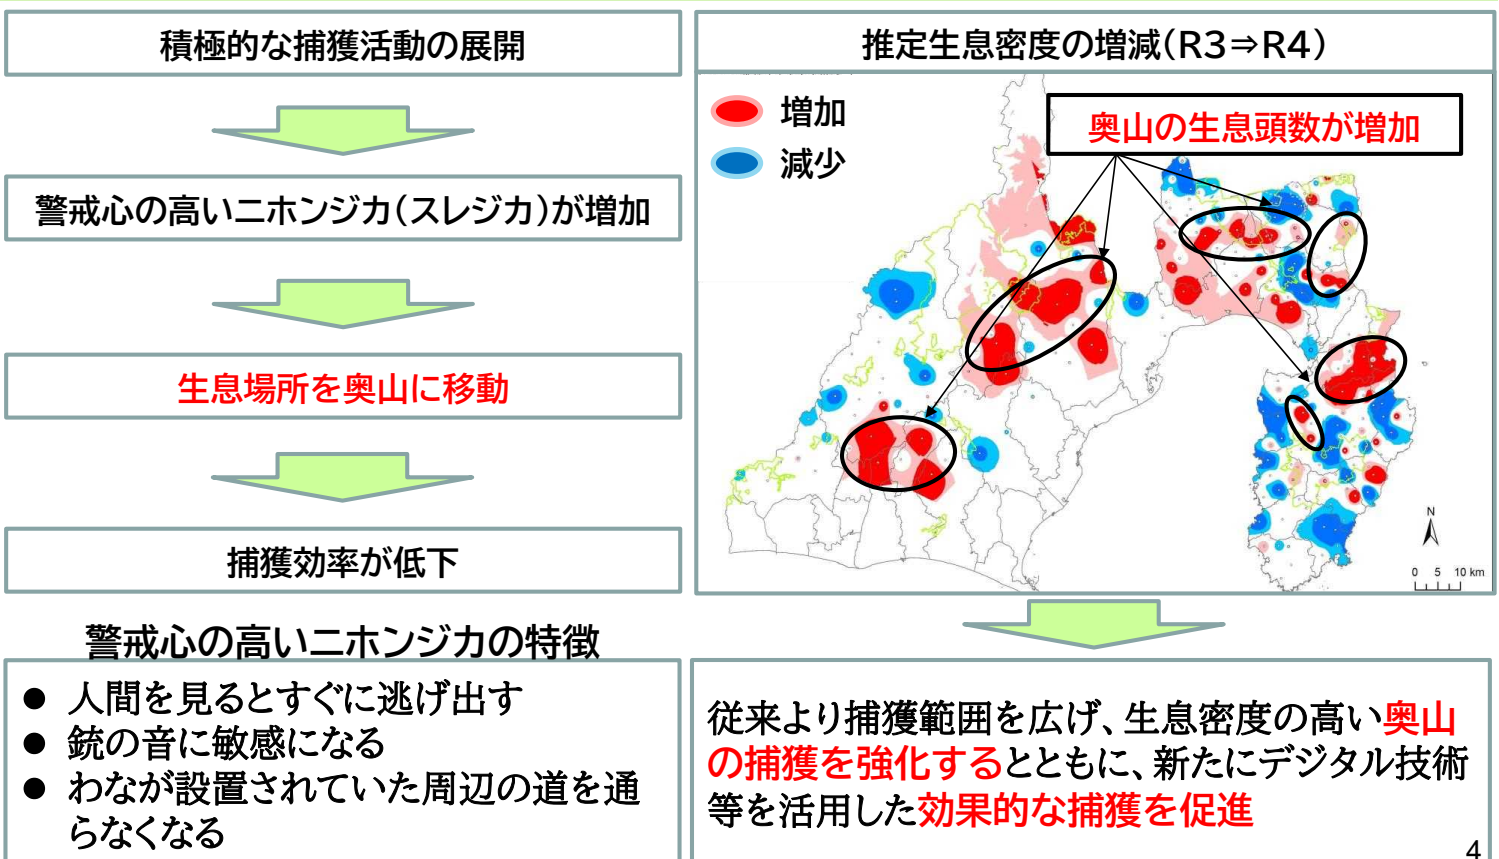 積極的な捕獲活動の展開
警戒心の高いニホンジカ(スレジカ)が増加
生息場所を奥山に移動
捕獲効率が低下
警戒心の高いニホンジカの特徴
● 人間を見るとすぐに逃げ出す
● 銃の音に敏感になる
● わなが設置されていた周辺の道を通
らなくなる
推定生息密度の増減(R3⇒R4)
増加
減少
奥山の生息頭数が増加
N
0 5 10 km
従来より捕獲範囲を広げ、生息密度の高い奥山
の捕獲を強化するとともに、新たにデジタル技術
等を活用した効果的な捕獲を促進
4